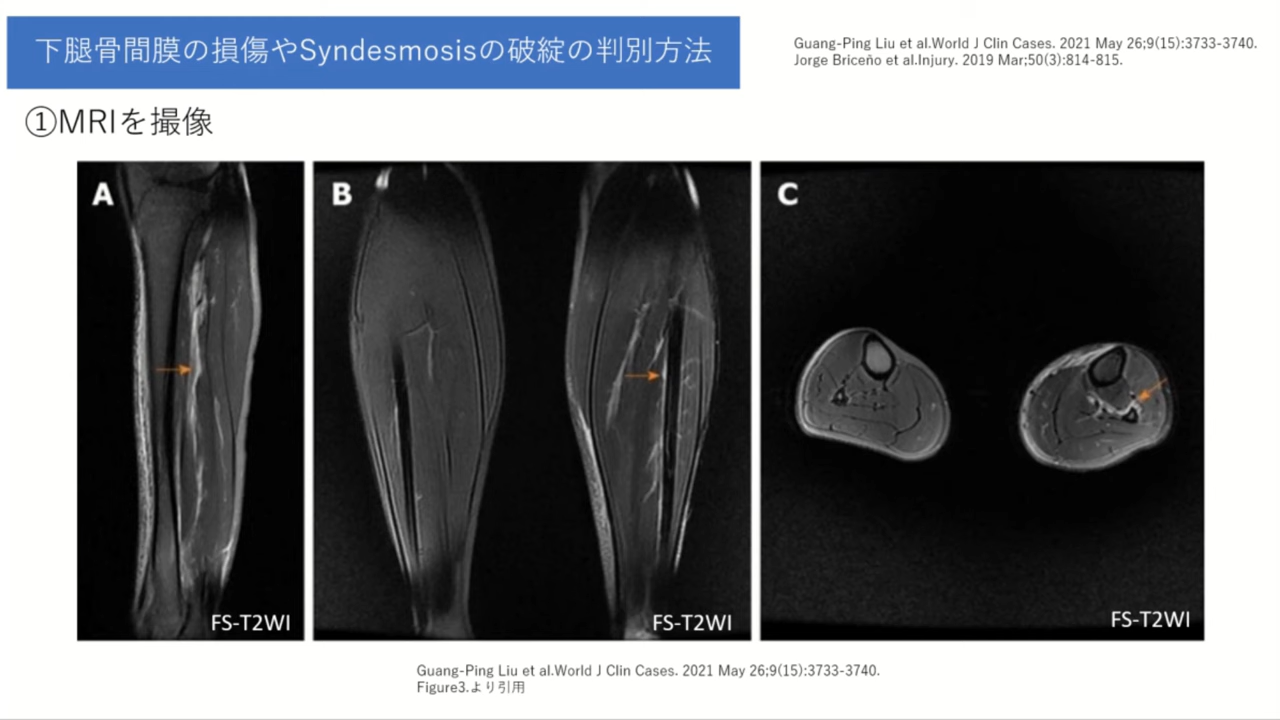 下腿骨間膜の損傷やSyndesmosisの破綻の判別方法
Guang-Ping Liu et al.World J Clin Cases. 2021 May 26;9(15):3733-3740.
Jorge Briceño et al.Injury. 2019 Mar;50(3):814-815.
①MRIを撮像
A
B
C
FS-T2WI
FS-T2WI
FS-T2WI
Guang-Ping Liu et al.World J Clin Cases. 2021 May 26;9(15):3733-3740.
Figure3.より引用